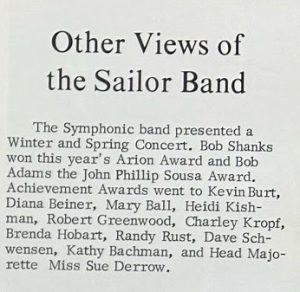 Other Views of
the Sailor Band
The Symphonic band presented a
Winter and Spring Concert. Bob Shanks
won this year's Arion Award and Bob
Adams the John Phillip Sousa Award.
Achievement Awards went to Kevin Burt,
Diana Beiner, Mary Ball, Heidi Kish-
man, Robert Greenwood, Charley Kropf,
Brenda Hobart, Randy Rust, Dave Sch-
wensen, Kathy Bachman, and Head Majo-
rette Miss Sue Derrow.